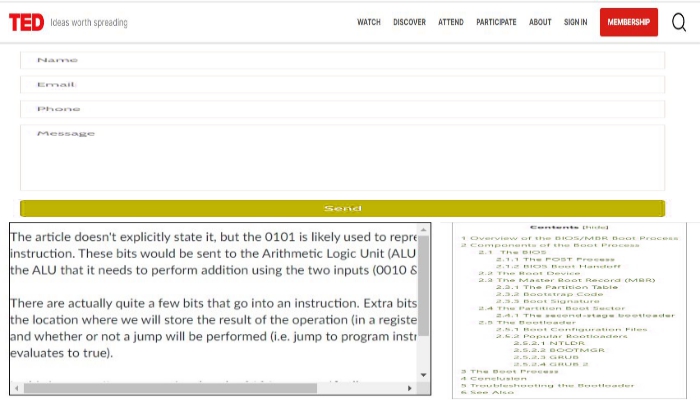 TED Ideas worth spreading WATCH DISCOVER ATTEND PARTICIPATE ABOUT SIGN IN MEMBERSHIP
Name
Email
Phone
Message
Send
The article doesn't explicitly state it, but the 0101 is likely used to repre
instruction. These bits would be sent to the Arithmetic Logic Unit (ALU
the ALU that it needs to perform addition using the two inputs (0010 &
There are actually quite a few bits that go into an instruction. Extra bits
the location where we will store the result of the operation (in a registe
and whether or not a jump will be performed (i.e. jump to program instr
evaluates to true).
Contents [hide]
1 Overview of the BIOS/MBR Boot Process
2 Components of the Boot Process
2.1 The BIOS
2.1.1 The POST Process
2.1.2 BIOS Boot Handoff
2.2 The Boot Device
2.3 The Master Boot Record (MBR)
2.3.1 The Partition Table
2.3.2 Bootstrap Code
2.3.3 Boot Signature
2.4 The Partition Boot Sector
2.4.1 The second-stage bootloader
2.5 The Bootloader
2.5.1 Boot Configuration Files
2.5.2 Popular Bootloaders
2.5.2.1 NTLDR
2.5.2.2 BOOTMGR
2.5.2.3 GRUB
2.5.2.4 GRUB 2
3 The Boot Process
4 Conclusion
5 Troubleshooting the Bootloader
6 See Also